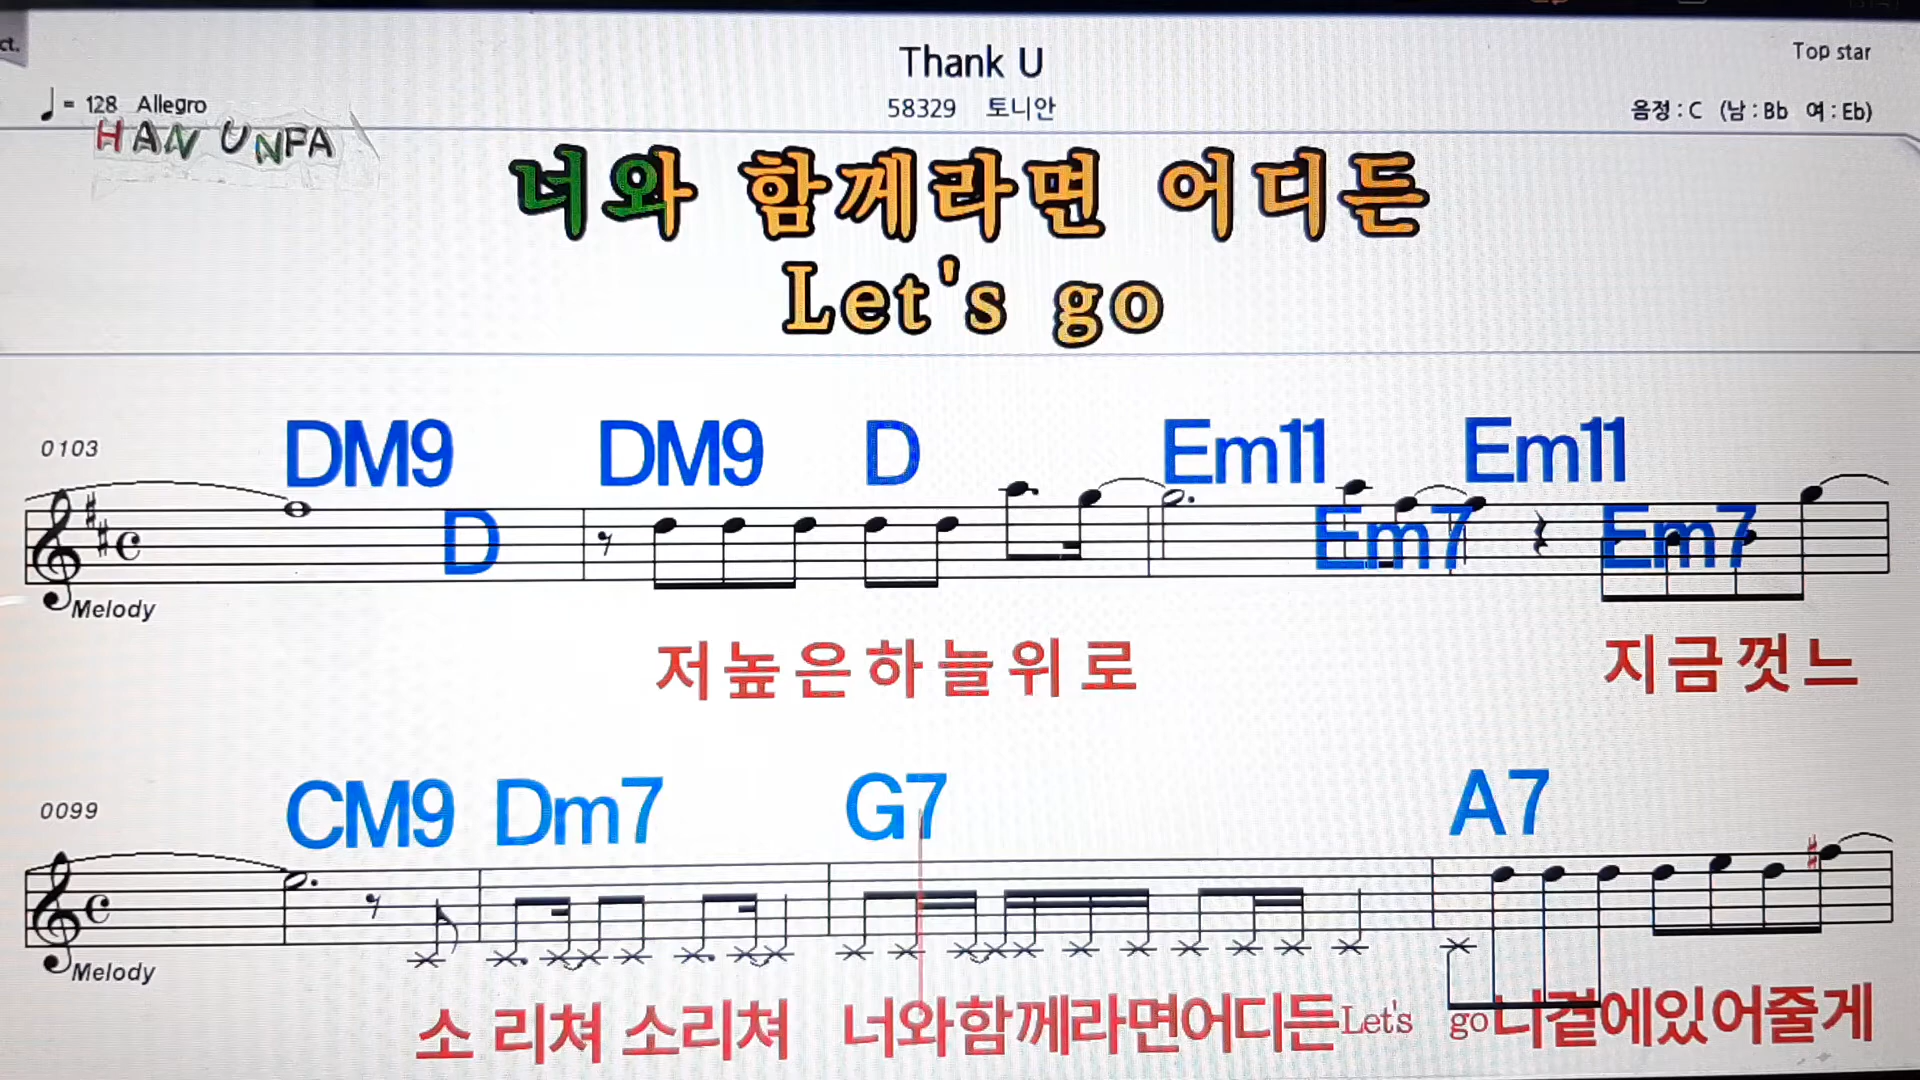 ct.
Thank U
Top star
= 128 Allegro
58329 토니안
음정 : C (남 : Bb 여 : Eb)
HAN UNFA
너와 함께라면 어디든
Let's go
0103
DM9 D DM9 D Em11 Em7 Em11 Em7
Melody
저높은하늘위로 지금껏느
0099
CM9 Dm7 G7 A7
Melody
소리쳐 소리쳐 너와함께라면어디든Let's go니곁에있어줄게